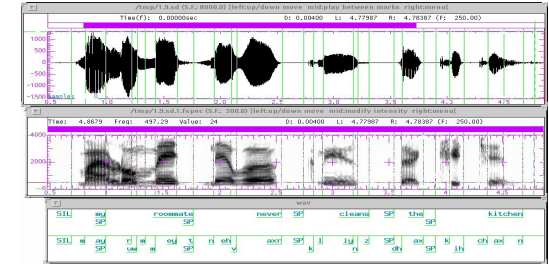 /tmp/1.9.sd (S.F.: 8000.0) [left:up/down move mid:play between marks right:menu]
Time(f): 0.00000sec D: 0.00400 L: 4.77987 R: 4.78387 (F: 250.00)
1000
500
0
-500
-1000
-1500
samples
0.5 1.0 1.5 2.0 2.5 3.0 3.5 4.0 4.5
/tmp/1.9.sd.1.fspec (S.F.: 500.0) [left:up/down move mid:modify intensity right:menu]
Time: 4.0679 Freq: 497.29 Value: 24 D: 0.00400 L: 4.77987 R: 4.78387 (F: 250.00)
4000
2000
0.5 1.0 1.5 2.0 2.5 3.0 3.5 4.0 4.5
wav
SIL my roommate never SP cleans SP the kitchen
SP SP SP
SIL m ay r m ey t n eh axr SP l iy z SP ax k ch ax n
SP uw m SP v k n dh SP ih